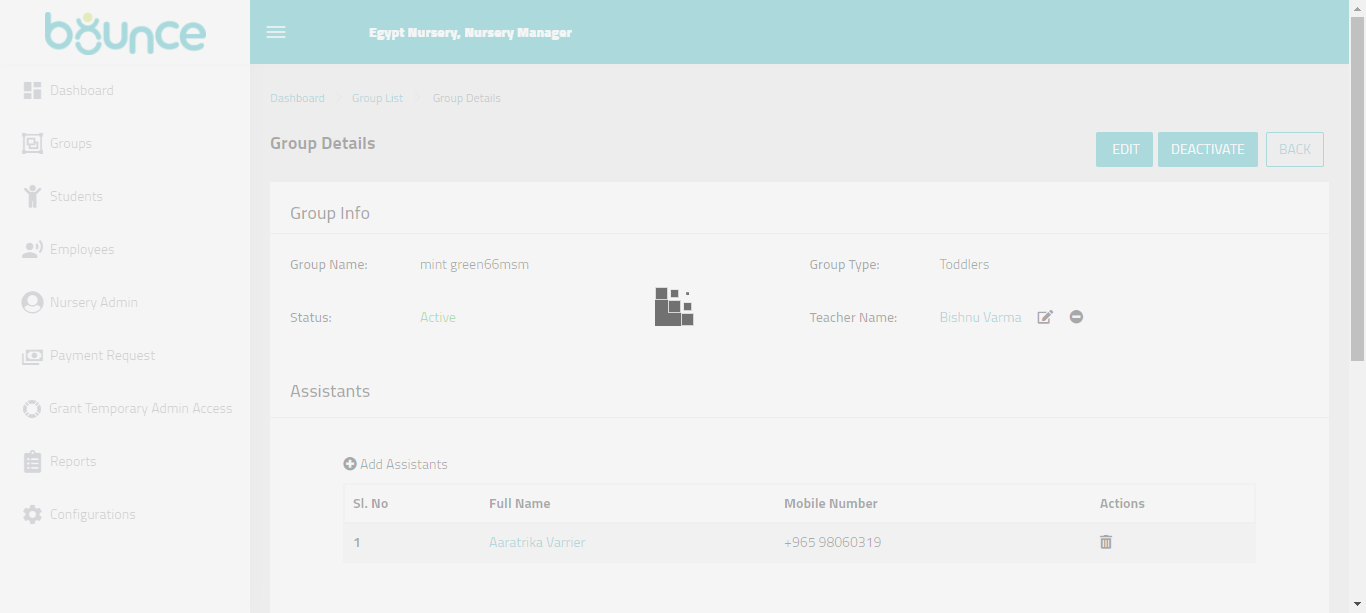 bounce
Egypt Nursery, Nursery Manager
Dashboard
Groups
Students
Employees
Nursery Admin
Payment Request
Grant Temporary Admin Access
Reports
Configurations
Dashboard Group List Group Details
Group Details
EDIT DEACTIVATE BACK
Group Info
Group Name: mint green66msm Group Type: Toddlers
Status: Active Teacher Name: Bishnu Varma
Assistants
Add Assistants
Sl. No Full Name Mobile Number Actions
1 Aaratrika Varrier +965 98060319